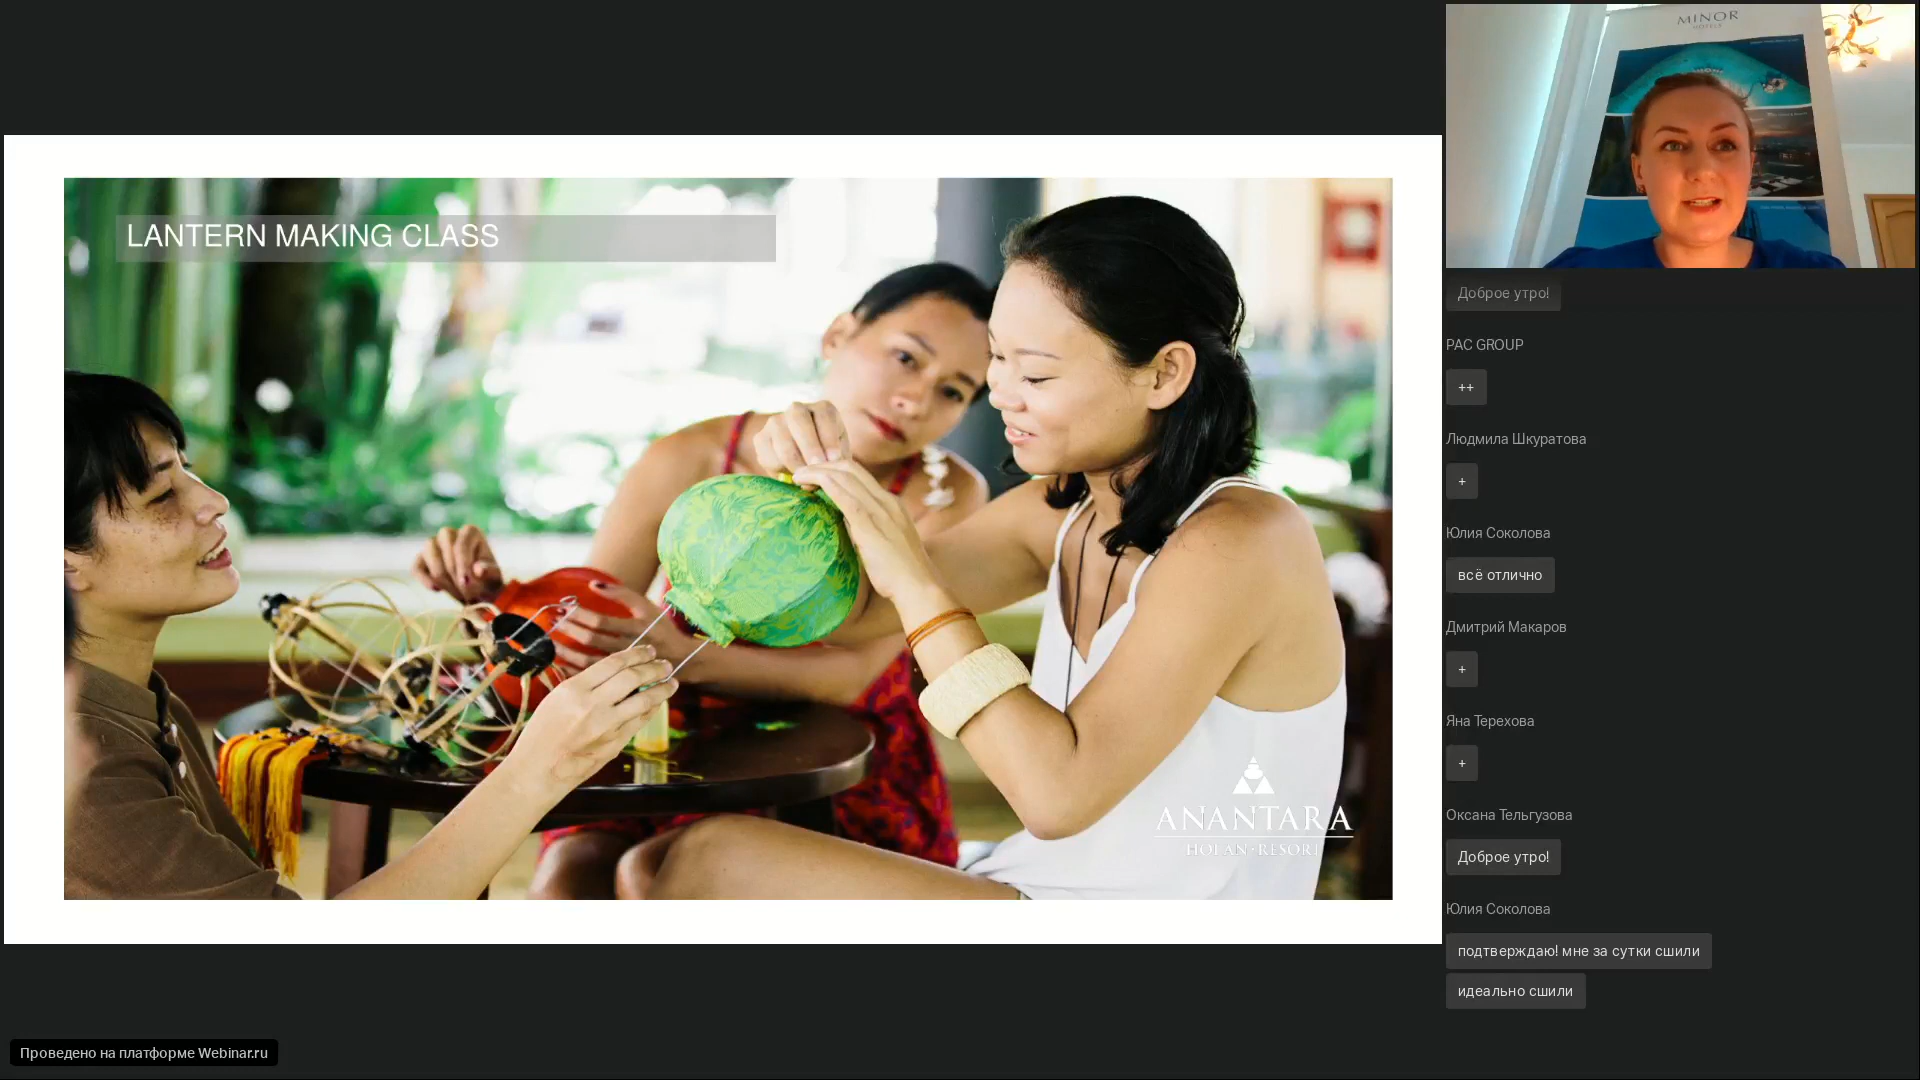 MINOR
HOTELS
LANTERN MAKING CLASS
ANANTARA
HOI AN • RESORT
Доброе утро!
PAC GROUP
++
Людмила Шкуратова
+
Юлия Соколова
всё отлично
Дмитрий Макаров
+
Яна Терехова
+
Оксана Тельгузова
Доброе утро!
Юлия Соколова
подтверждаю! мне за сутки сшили
идеально сшили
Проведено на платформе Webinar.ru